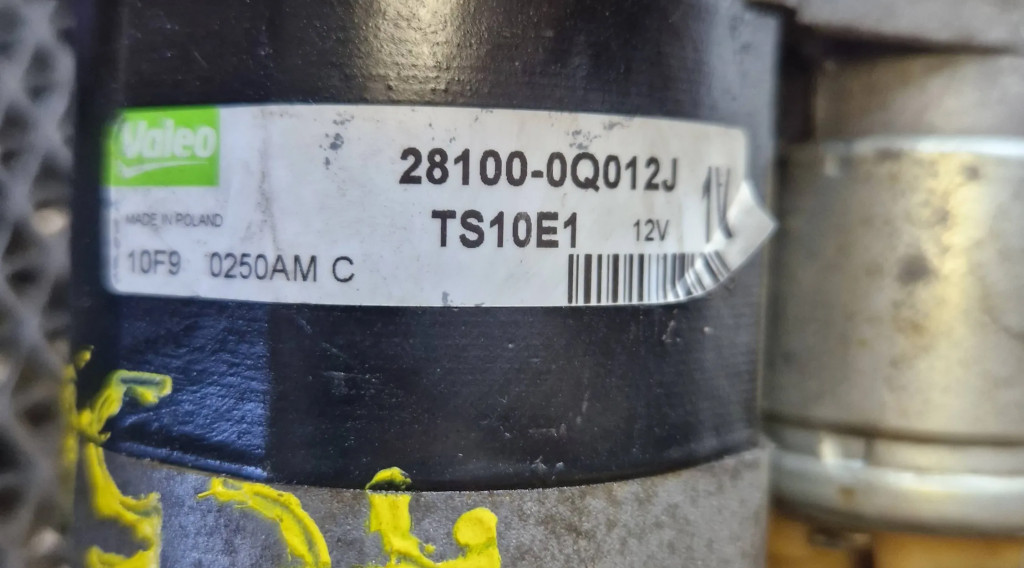 Valeo
28100-0Q012J
TS10E1 12V
MADE IN POLAND
10F9 0250AM C